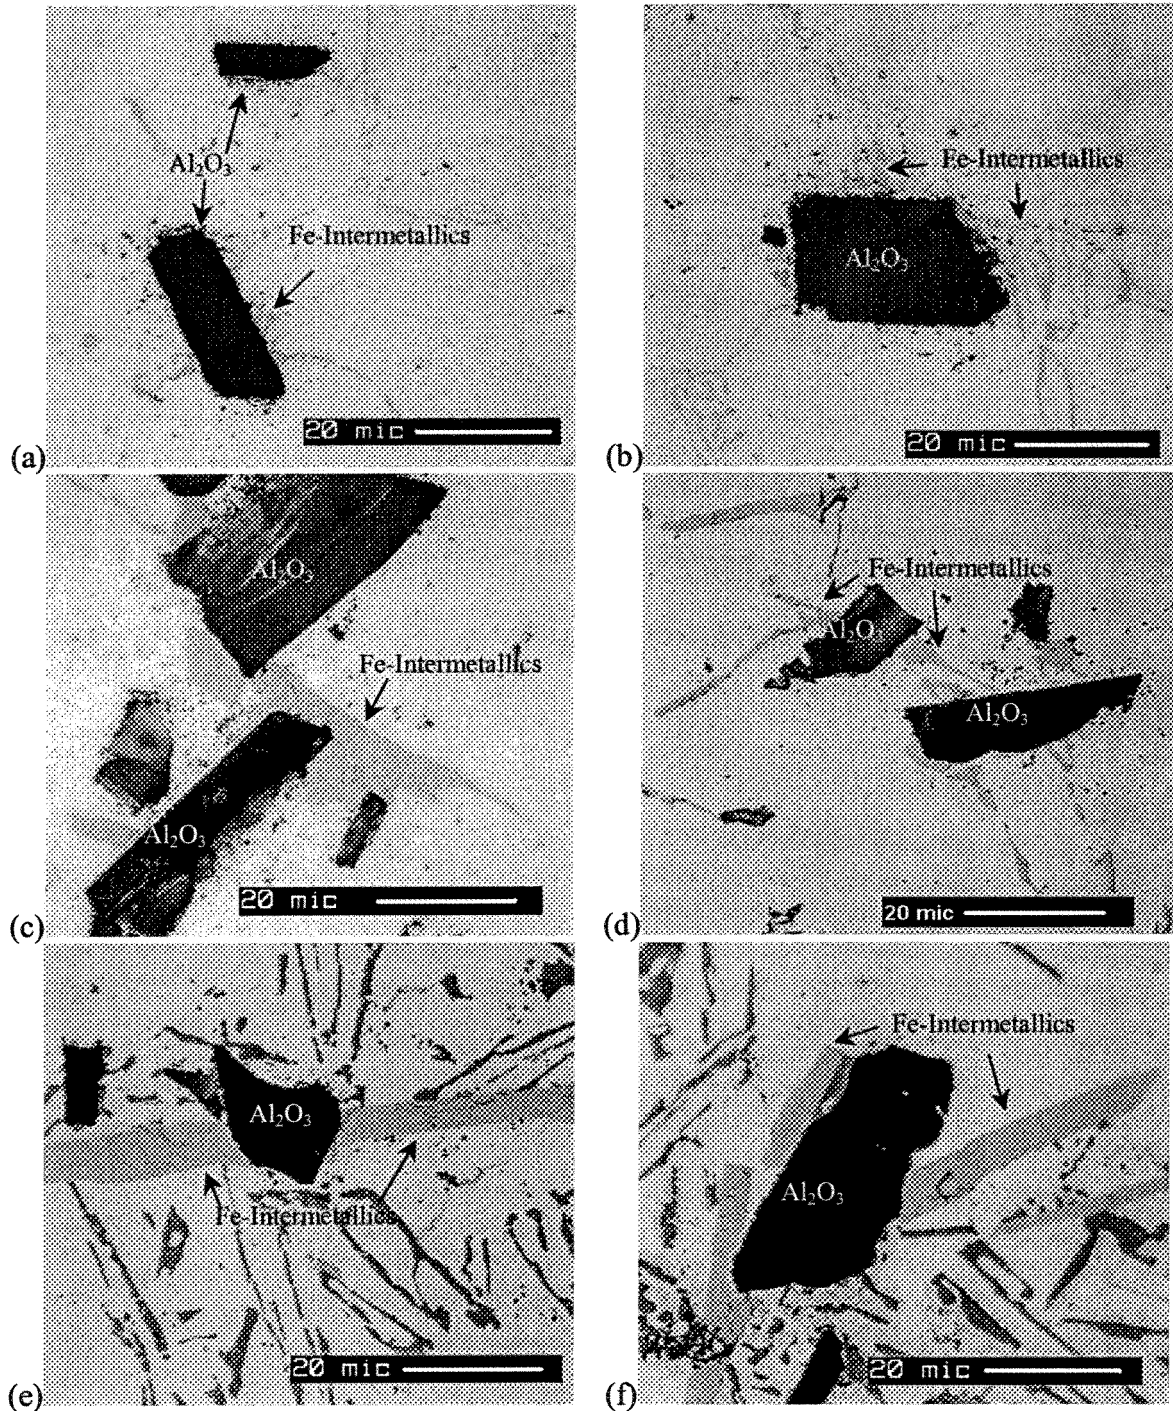 Al₂O₃
Fe-Intermetallics
20 mic
(a)
Fe-Intermetallics
Al₂O₃
20 mic
(b)
Al₂O₃
Fe-Intermetallics
Al₂O₃
20 mic
(c)
Fe-Intermetallics
Al₂O₃
Al₂O₃
20 mic
(d)
Al₂O₃
Fe-Intermetallics
20 mic
(e)
Fe-Intermetallics
Al₂O₃
20 mic
(f)